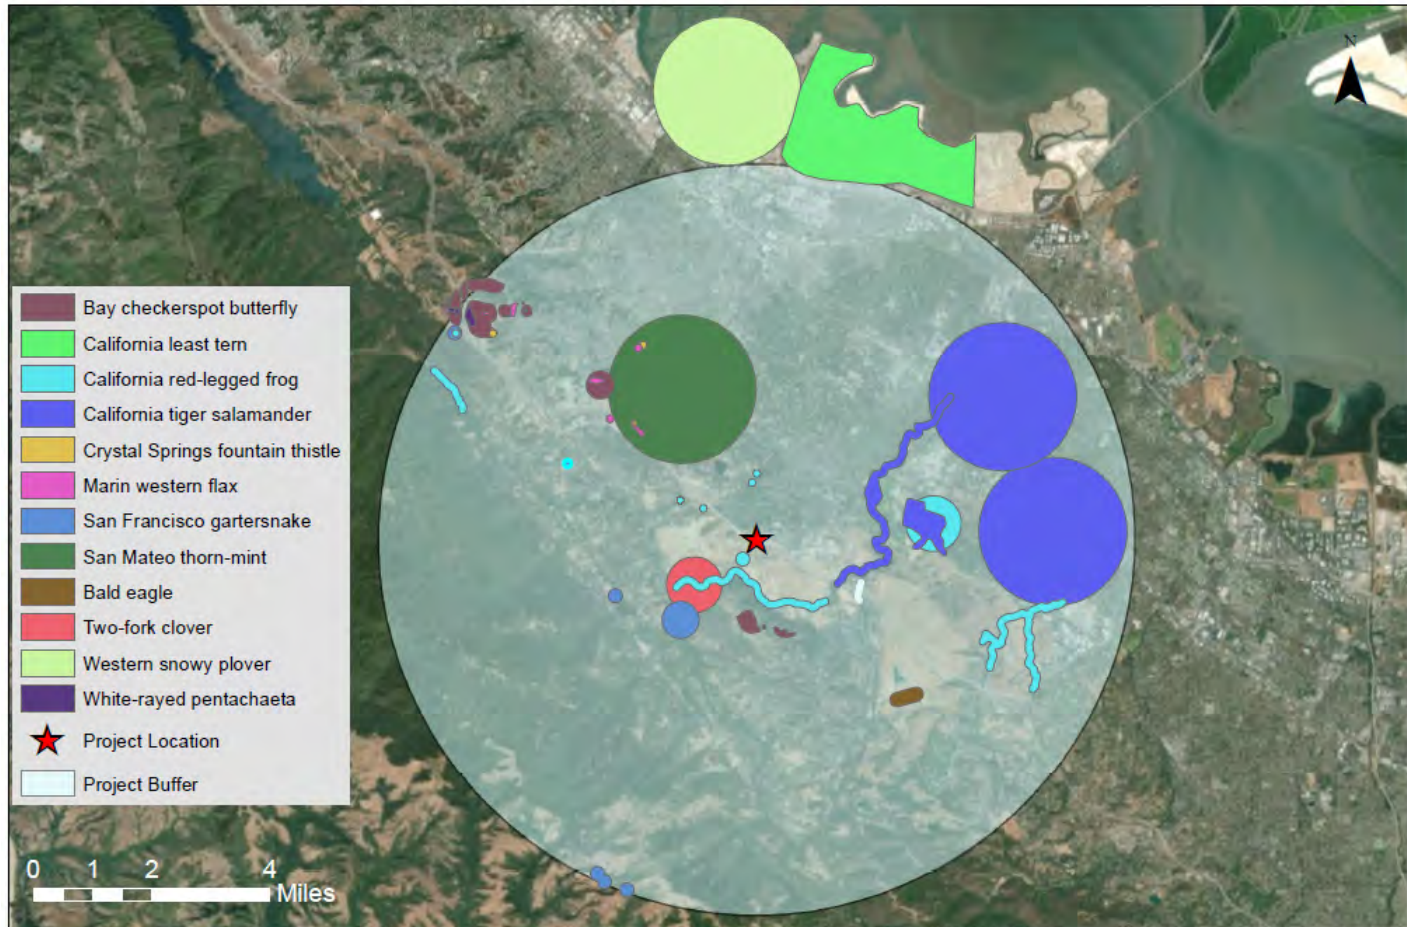 N
Bay checkerspot butterfly
California least tern
California red-legged frog
California tiger salamander
Crystal Springs fountain thistle
Marin western flax
San Francisco gartersnake
San Mateo thorn-mint
Bald eagle
Two-fork clover
Western snowy plover
White-rayed pentachaeta
Project Location
Project Buffer
0 1 2 4
Miles